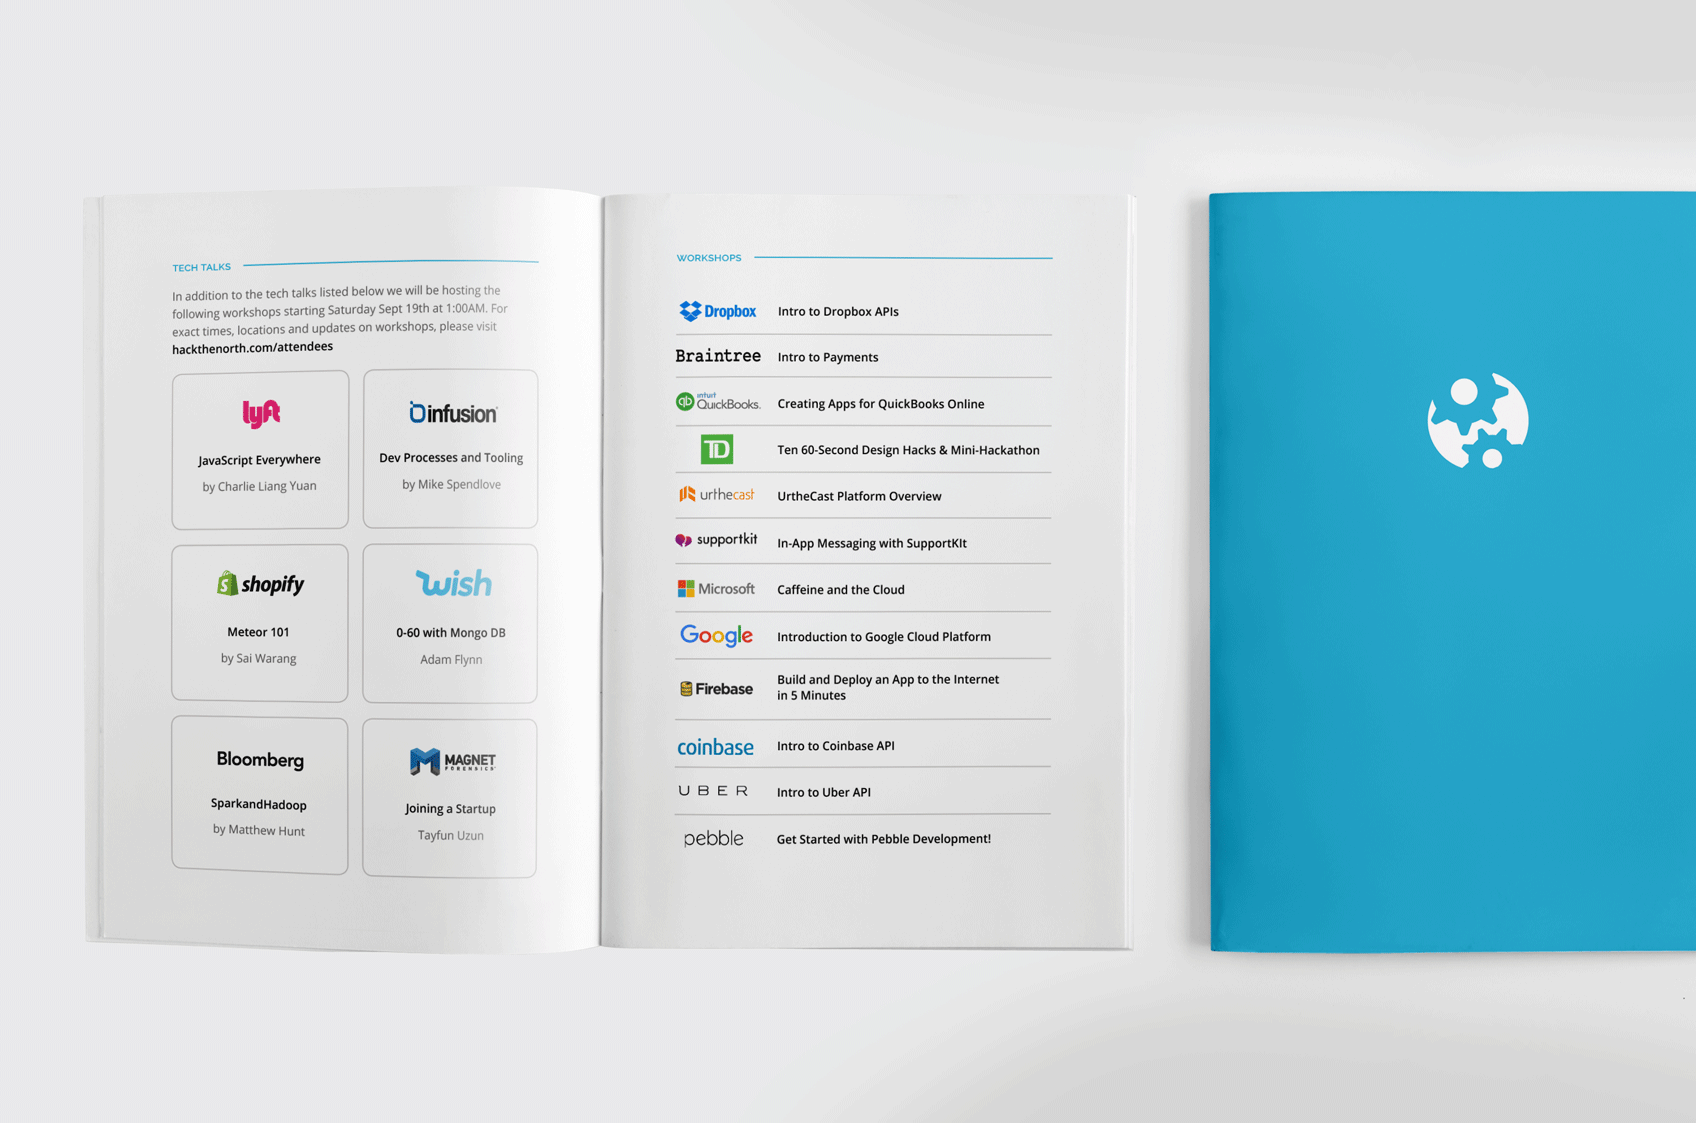 TECH TALKS
In addition to the tech talks listed below we will be hosting the
following workshops starting Saturday Sept 19th at 1:00AM. For
exact times, locations and updates on workshops, please visit
hackthenorth.com/attendees
lyft
JavaScript Everywhere
by Charlie Liang Yuan
infusion
Dev Processes and Tooling
by Mike Spendlove
shopify
Meteor 101
by Sai Warang
wish
0-60 with Mongo DB
Adam Flynn
Bloomberg
SparkandHadoop
by Matthew Hunt
MAGNET
FORENSICS
Joining a Startup
Tayfun Uzun
WORKSHOPS
Dropbox Intro to Dropbox APIs
Braintree Intro to Payments
intuit
qb QuickBooks. Creating Apps for QuickBooks Online
TD Ten 60-Second Design Hacks & Mini-Hackathon
urthecast UrtheCast Platform Overview
supportkit In-App Messaging with SupportKIt
Microsoft Caffeine and the Cloud
Google Introduction to Google Cloud Platform
Firebase Build and Deploy an App to the Internet
in 5 Minutes
coinbase Intro to Coinbase API
UBER Intro to Uber API
pebble Get Started with Pebble Development!